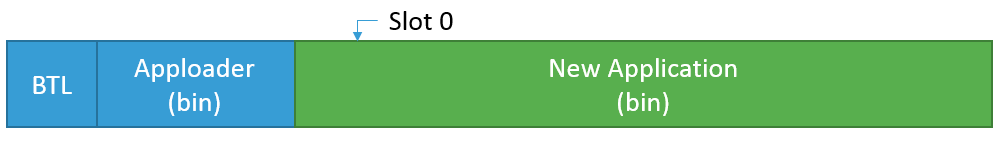 Slot 0
BTL
Apploader
(bin)
New Application
(bin)